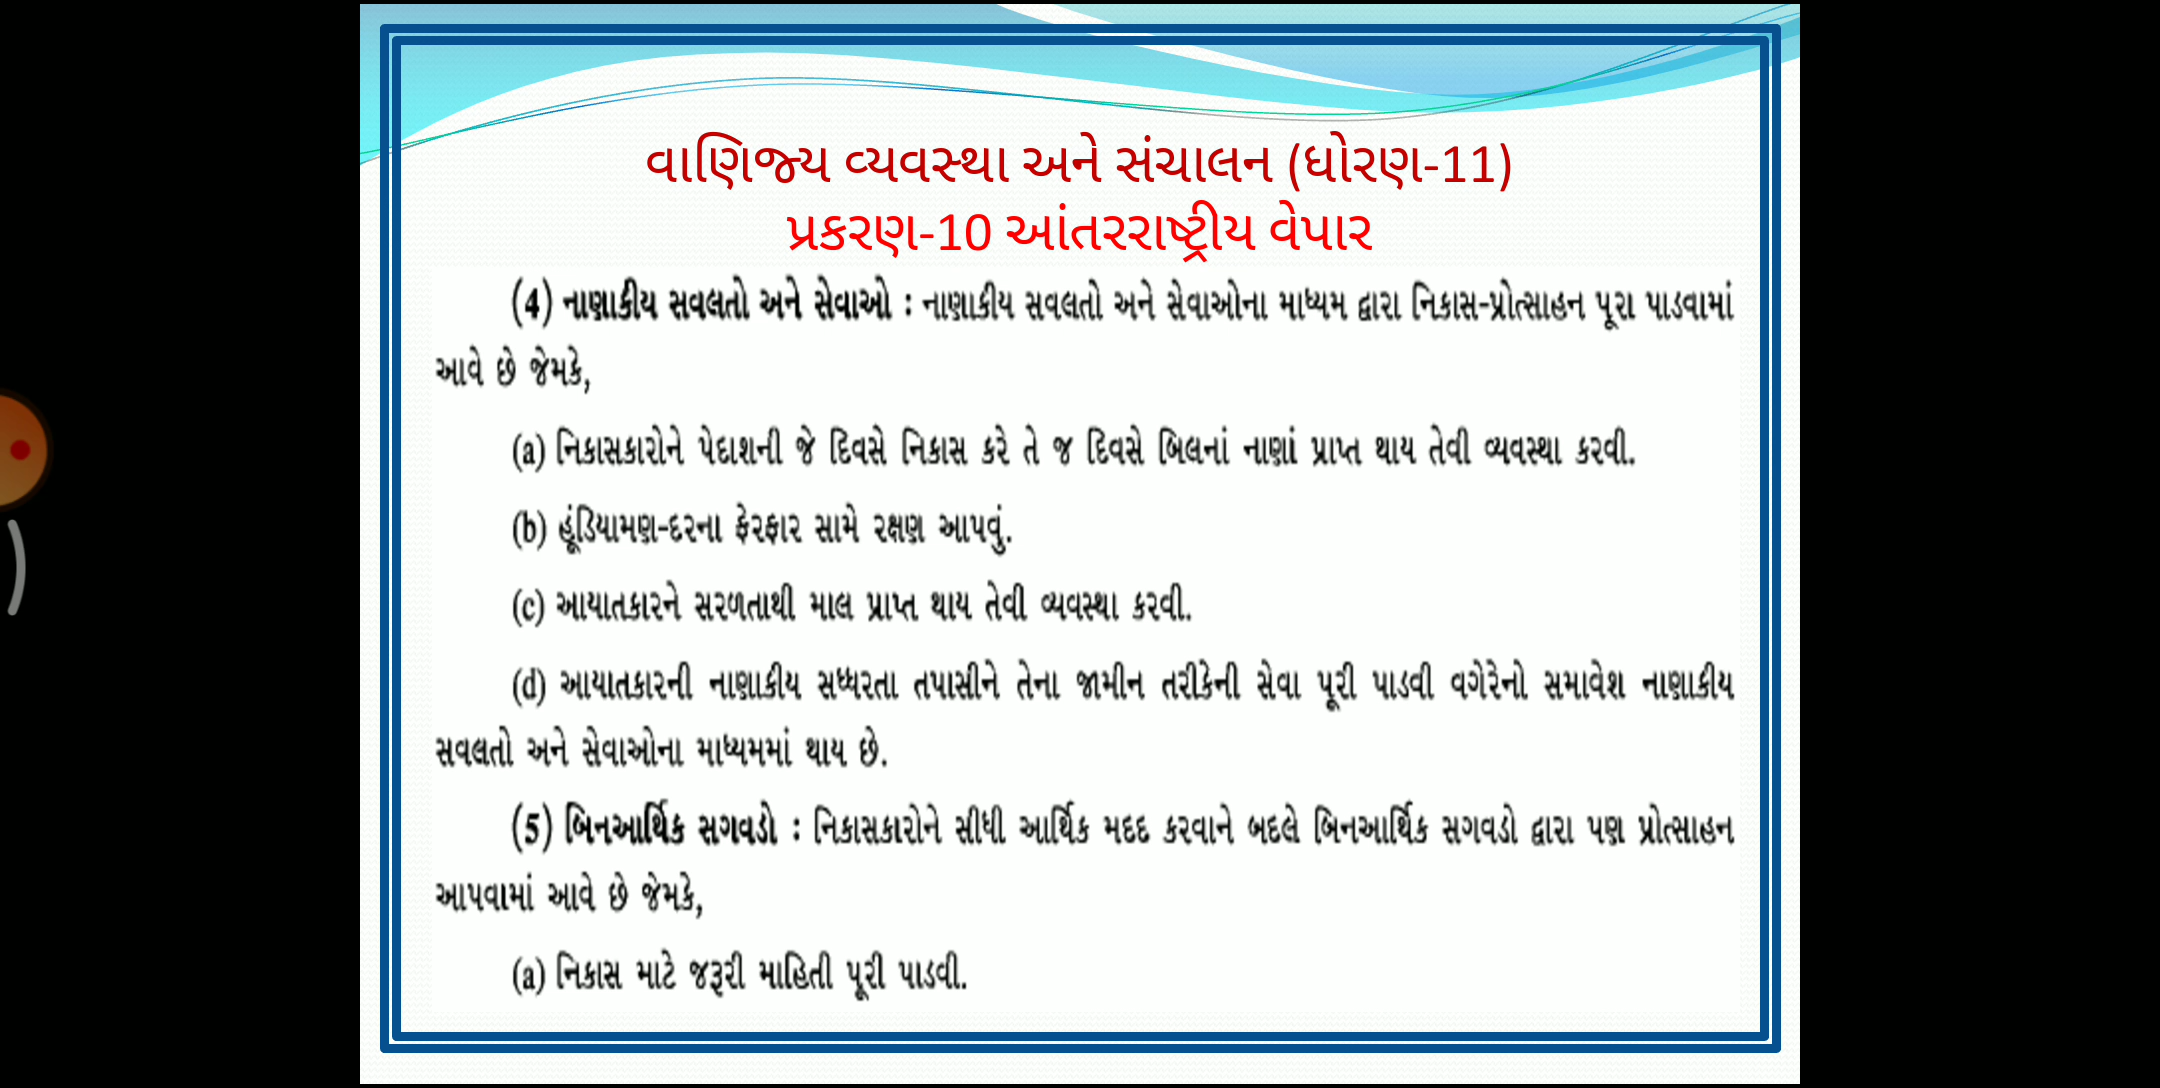 વાણિજ્ય વ્યવસ્થા અને સંચાલન (ધોરણ-11)
પ્રકરણ-10 આંતરરાષ્ટ્રીય વેપાર
(4) નાણાકીય સવલતો અને સેવાઓ : નાણાકીય સવલતો અને સેવાઓના માધ્યમ દ્વારા નિકાસ-પ્રોત્સાહન પૂરા પાડવામાં
આવે છે જેમકે,
(a) નિકાસકારોને પેદાશની જે દિવસે નિકાસ કરે તે જ દિવસે બિલનાં નાણાં પ્રાપ્ત થાય તેવી વ્યવસ્થા કરવી.
(b) હૂંડિયામણ-દરના ફેરફાર સામે રક્ષણ આપવું.
(c) આયાતકારને સરળતાથી માલ પ્રાપ્ત થાય તેવી વ્યવસ્થા કરવી.
(d) આયાતકારની નાણાકીય સધ્ધરતા તપાસીને તેના જામીન તરીકેની સેવા પૂરી પાડવી વગેરેનો સમાવેશ નાણાકીય
સવલતો અને સેવાઓના માધ્યમમાં થાય છે.
(5) બિનઆર્થિક સગવડો : નિકાસકારોને સીધી આર્થિક મદદ કરવાને બદલે બિનઆર્થિક સગવડો દ્વારા પણ પ્રોત્સાહન
આપવામાં આવે છે જેમકે,
(a) નિકાસ માટે જરૂરી માહિતી પૂરી પાડવી.